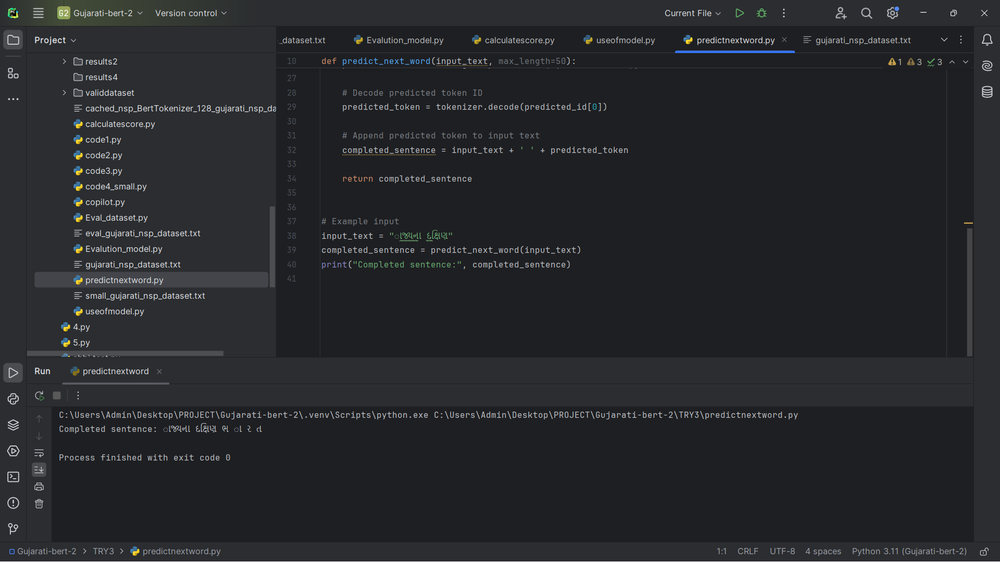 G2 Gujarati-bert-2 Version control Current File
Project
_dataset.txt Evalution_model.py calculatescore.py useofmodel.py predictnextword.py gujarati_nsp_dataset.txt
results2
results4
validdataset
cached_nsp_BertTokenizer_128_gujarati_nsp_da
calculatescore.py
code1.py
code2.py
code3.py
code4_small.py
copilot.py
Eval_dataset.py
eval_gujarati_nsp_dataset.txt
Evalution_model.py
gujarati_nsp_dataset.txt
predictnextword.py
small_gujarati_nsp_dataset.txt
useofmodel.py
4.py
5.py
10 def predict_next_word(input_text, max_length=50): 1 3 3
27
28 # Decode predicted token ID
29 predicted_token = tokenizer.decode(predicted_id[0])
30
31 # Append predicted token to input text
32 completed_sentence = input_text + ' ' + predicted_token
33
34 return completed_sentence
35
36
37 # Example input
38 input_text = "ાજ્યના દક્ષિણ"
39 completed_sentence = predict_next_word(input_text)
40 print("Completed sentence:", completed_sentence)
41
Run predictnextword
C:\Users\Admin\Desktop\PROJECT\Gujarati-bert-2\.venv\Scripts\python.exe C:\Users\Admin\Desktop\PROJECT\Gujarati-bert-2\TRY3\predictnextword.py
Completed sentence: ાજ્યના દક્ષિણ ભ ા ર ત
Process finished with exit code 0
Gujarati-bert-2 > TRY3 > predictnextword.py 1:1 CRLF UTF-8 4 spaces Python 3.11 (Gujarati-bert-2)